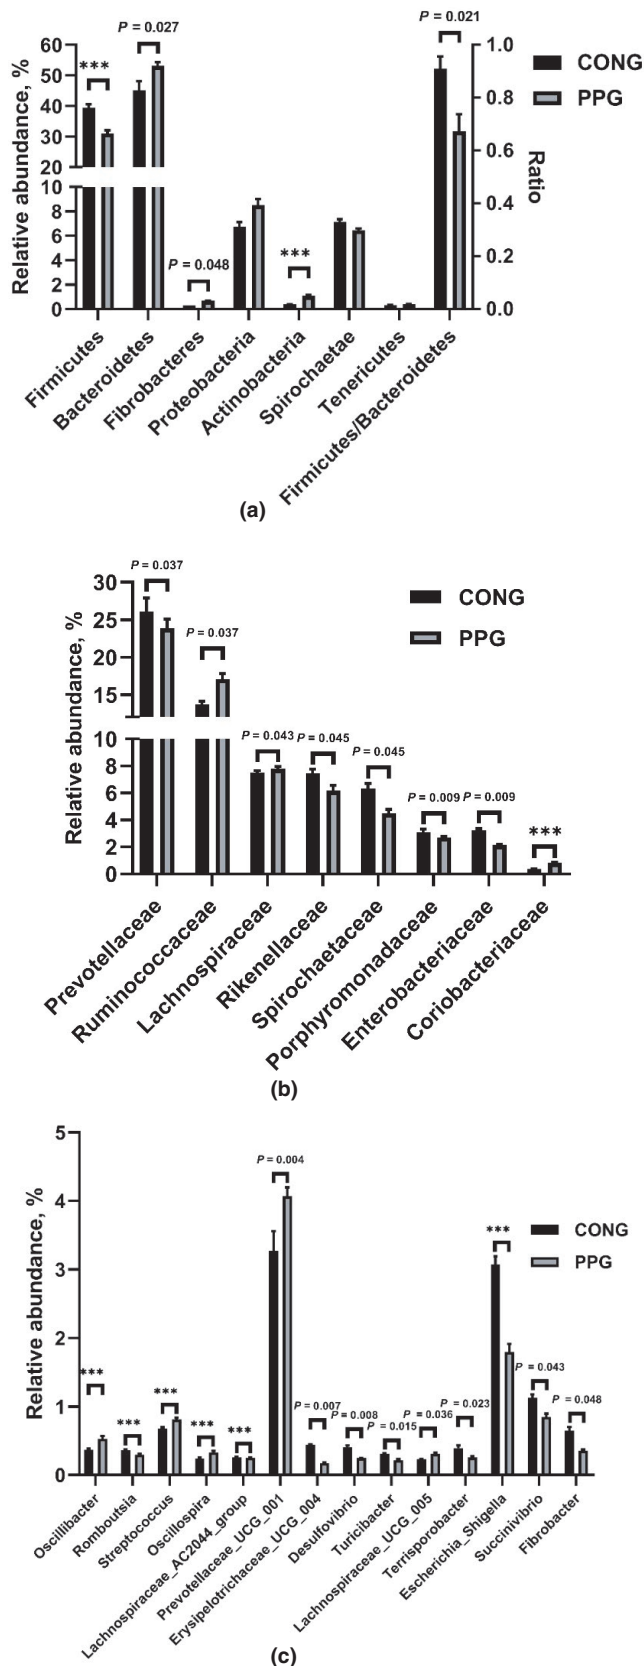 P = 0.027
P = 0.021
***
60
50
40
30
20
10
8
6
4
2
0
Relative abundance, %
P = 0.048
***
1.0
0.8
0.6
0.4
0.2
0.0
Ratio
CONG
PPG
Firmicutes
Bacteroidetes
Fibrobacteres
Proteobacteria
Actinobacteria
Spirochaetae
Tenericutes
Firmicutes/Bacteroidetes
(a)
P = 0.037
P = 0.037
P = 0.043
P = 0.045
P = 0.045
P = 0.009
P = 0.009
***
30
25
20
15
10
8
6
4
2
0
Relative abundance, %
CONG
PPG
Prevotellaceae
Ruminococcaceae
Lachnospiraceae
Rikenellaceae
Spirochaetaceae
Porphyromonadaceae
Enterobacteriaceae
Coriobacteriaceae
(b)
5
4
3
2
1
0
Relative abundance, %
***
***
***
***
***
P = 0.004
P = 0.007
P = 0.008
P = 0.015
P = 0.036
P = 0.023
***
P = 0.043
P = 0.048
CONG
PPG
Oscillibacter
Romboutsia
Streptococcus
Oscillospira
Lachnospiraceae_AC2044_group
Prevotellaceae_UCG_001
Erysipelotrichaceae_UCG_004
Desulfovibrio
Turicibacter
Lachnospiraceae_UCG_005
Terrisporobacter
Escherichia_Shigella
Succinivibrio
Fibrobacter
(c)